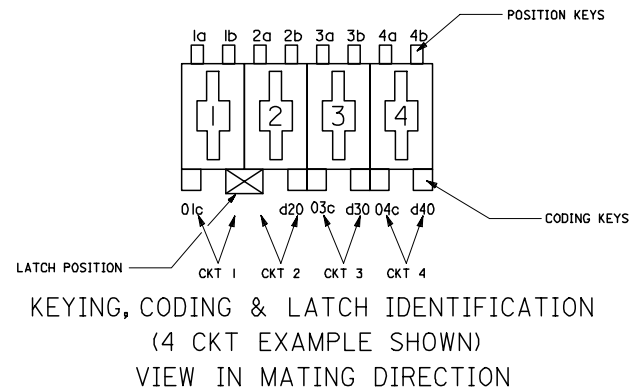 POSITION KEYS
1a 1b 2a 2b 3a 3b 4a 4b
1 2 3 4
01c d20 03c d30 04c d40
CODING KEYS
LATCH POSITION
CKT 1 CKT 2 CKT 3 CKT 4
KEYING, CODING & LATCH IDENTIFICATION
(4 CKT EXAMPLE SHOWN)
VIEW IN MATING DIRECTION